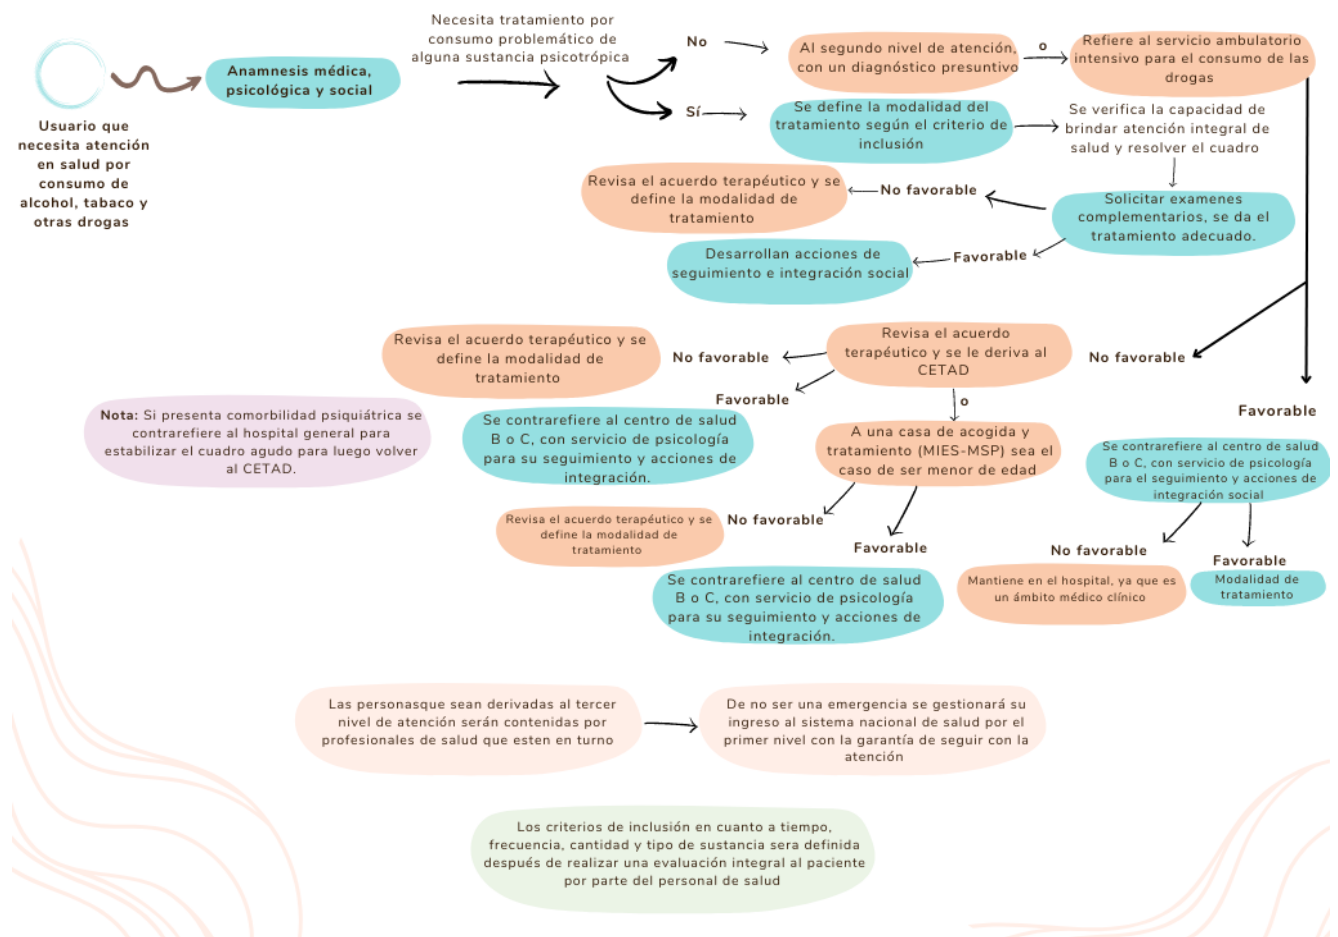 Usuario que
necesita atención
en salud por
consumo de
alcohol, tabaco y
otras drogas
Anamnesis médica,
psicológica y social
Necesita tratamiento por
consumo problemático de
alguna sustancia psicotrópica
No
Al segundo nivel de atención,
con un diagnóstico presuntivo
o
Refiere al servicio ambulatorio
intensivo para el consumo de las
drogas
Sí
Se define la modalidad del
tratamiento según el criterio de
inclusión
Se verifica la capacidad de
brindar atención integral de
salud y resolver el cuadro
Solicitar examenes
complementarios, se da el
tratamiento adecuado.
No favorable
Revisa el acuerdo terapéutico y se
define la modalidad de
tratamiento
Favorable
Desarrollan acciones de
seguimiento e integración social
No favorable
Revisa el acuerdo
terapéutico y se le deriva al
CETAD
No favorable
Revisa el acuerdo terapéutico y se
define la modalidad de
tratamiento
Favorable
Se contrarefiere al centro de salud
B o C, con servicio de psicología
para su seguimiento y acciones de
integración.
o
A una casa de acogida y
tratamiento (MIES-MSP) sea el
caso de ser menor de edad
No favorable
Revisa el acuerdo terapéutico y se
define la modalidad de
tratamiento
Favorable
Se contrarefiere al centro de salud
B o C, con servicio de psicología
para su seguimiento y acciones de
integración.
Favorable
Se contrarefiere al centro de salud
B o C, con servicio de psicología
para el seguimiento y acciones de
integración social
No favorable
Mantiene en el hospital, ya que es
un ámbito médico clínico
Favorable
Modalidad de
tratamiento
Nota: Si presenta comorbilidad psiquiátrica se
contrarefiere al hospital general para
estabilizar el cuadro agudo para luego volver
al CETAD.
Las personasque sean derivadas al tercer
nivel de atención serán contenidas por
profesionales de salud que esten en turno
De no ser una emergencia se gestionará su
ingreso al sistema nacional de salud por el
primer nivel con la garantía de seguir con la
atención
Los criterios de inclusión en cuanto a tiempo,
frecuencia, cantidad y tipo de sustancia sera definida
después de realizar una evaluación integral al paciente
por parte del personal de salud